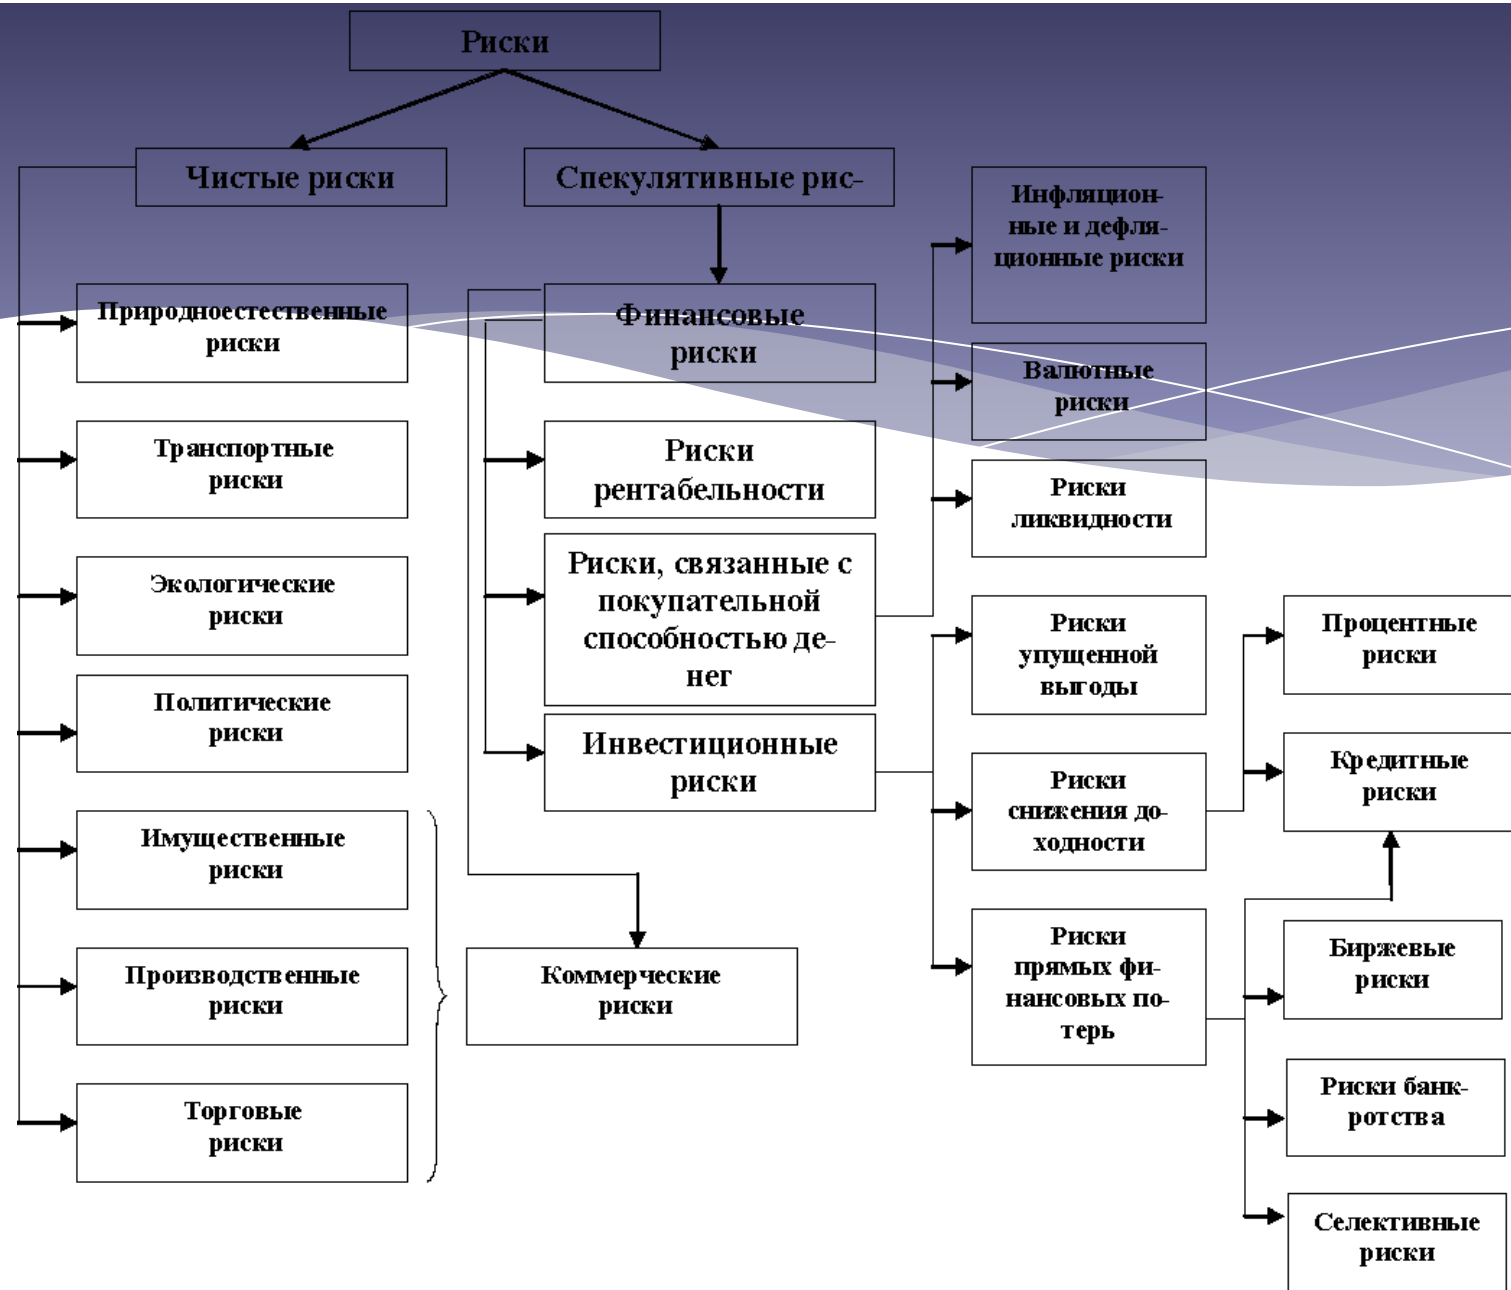 Риски
Чистые риски
Спекулятивные рис-
Природноестественные
риски
Транспортные
риски
Экологические
риски
Политические
риски
Имущественные
риски
Производственные
риски
Торговые
риски
Финансовые
риски
Риски
рентабельности
Риски, связанные с
покупательной
способностью де-
нег
Инвестиционные
риски
Коммерческие
риски
Инфляцион-
ные и дефля-
ционные риски
Валютные
риски
Риски
ликвидности
Риски
упущенной
выгоды
Риски
снижения до-
ходности
Риски
прямых фи-
нансовых по-
терь
Процентные
риски
Кредитные
риски
Биржевые
риски
Риски банк-
ротства
Селективные
риски